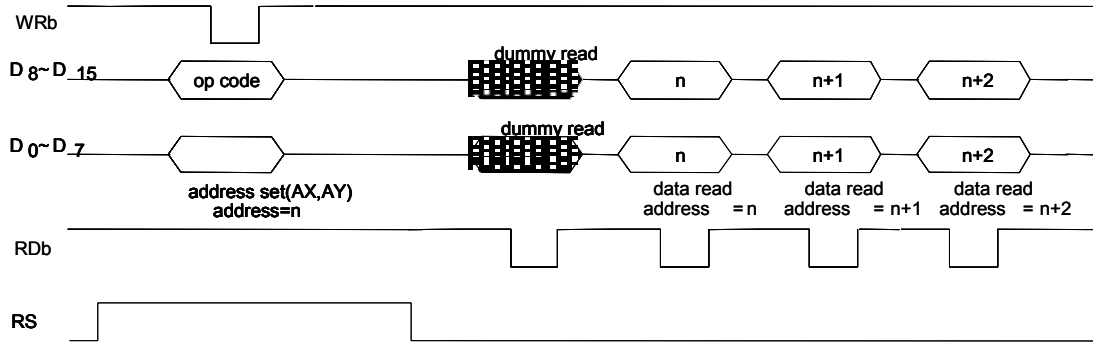 WRb
dummy read
D 8~D 15 op code n n+1 n+2
dummy read
D 0~D 7 n n+1 n+2
address set(AX,AY) data read data read data read
address=n address = n address = n+1 address = n+2
RDb
RS